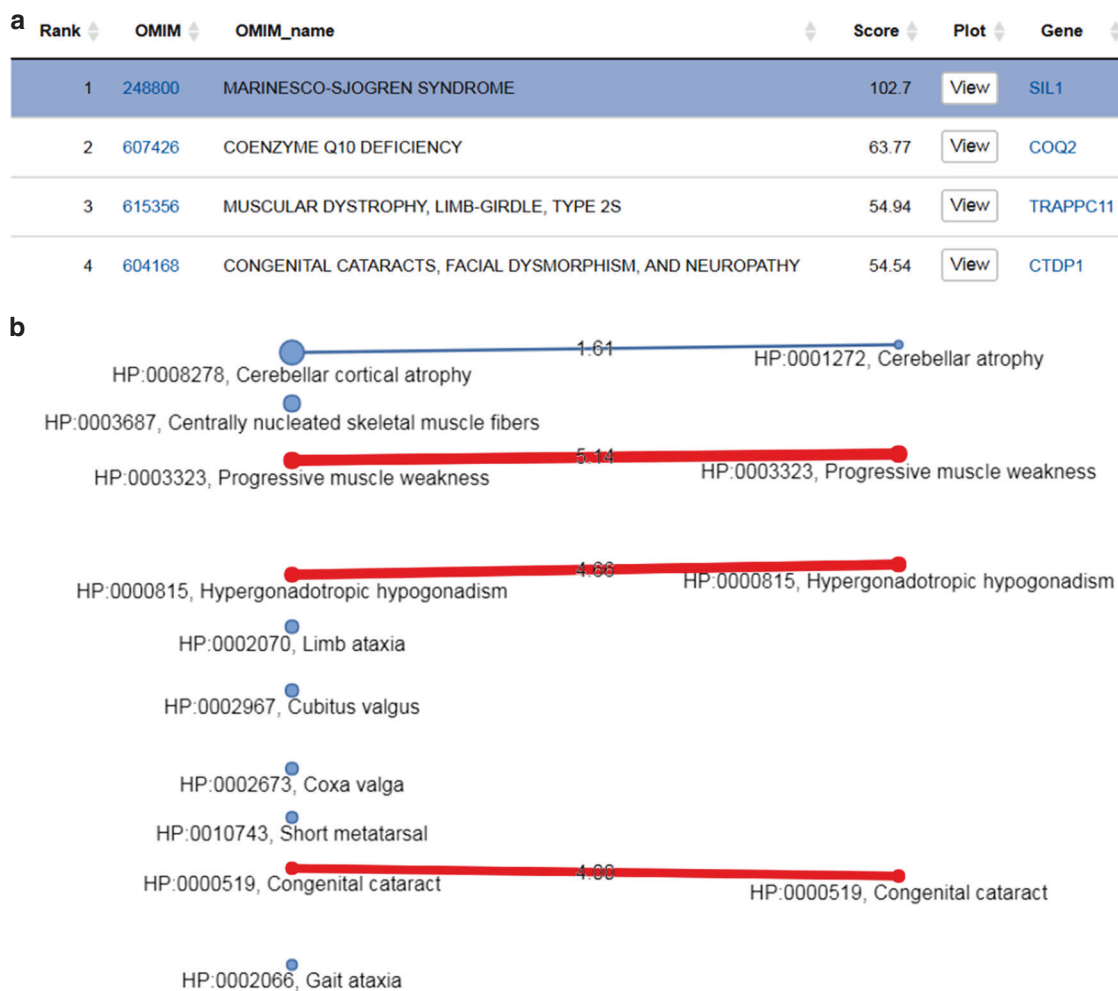 a
Rank OMIM OMIM_name Score Plot Gene
1 248800 MARINESCO-SJOGREN SYNDROME 102.7 View SIL1
2 607426 COENZYME Q10 DEFICIENCY 63.77 View COQ2
3 615356 MUSCULAR DYSTROPHY, LIMB-GIRDLE, TYPE 2S 54.94 View TRAPPC11
4 604168 CONGENITAL CATARACTS, FACIAL DYSMORPHISM, AND NEUROPATHY 54.54 View CTDP1
b
1.61
HP:0008278, Cerebellar cortical atrophy HP:0001272, Cerebellar atrophy
HP:0003687, Centrally nucleated skeletal muscle fibers
5.14
HP:0003323, Progressive muscle weakness HP:0003323, Progressive muscle weakness
4.66
HP:0000815, Hypergonadotropic hypogonadism HP:0000815, Hypergonadotropic hypogonadism
HP:0002070, Limb ataxia
HP:0002967, Cubitus valgus
HP:0002673, Coxa valga
HP:0010743, Short metatarsal
4.00
HP:0000519, Congenital cataract HP:0000519, Congenital cataract
HP:0002066, Gait ataxia